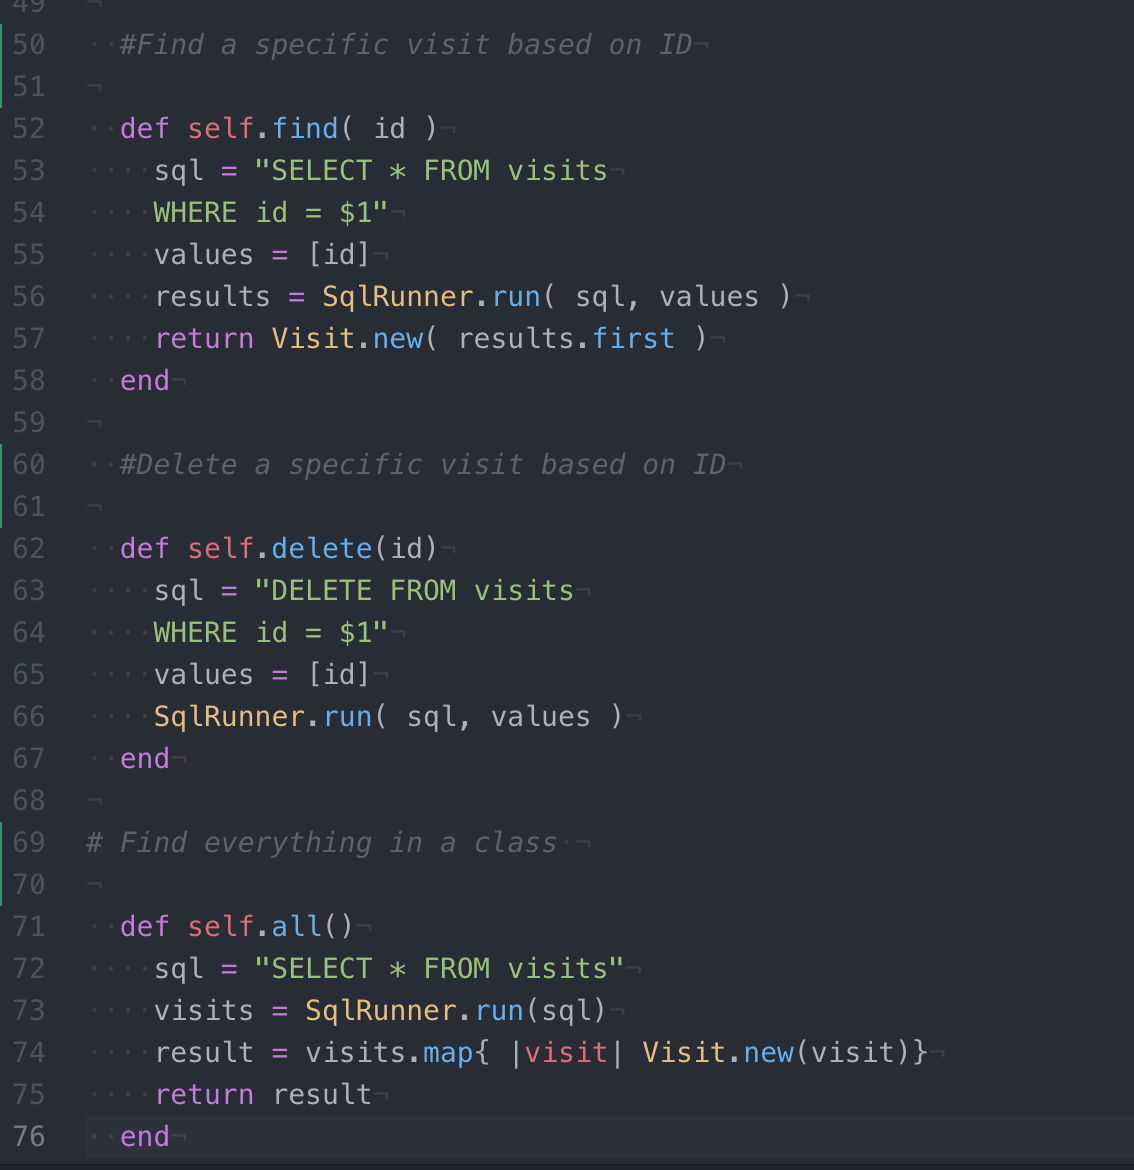 49
50 #Find a specific visit based on ID¬
51 ¬
52 def self.find( id )¬
53 sql = "SELECT * FROM visits¬
54 WHERE id = $1"¬
55 values = [id]¬
56 results = SqlRunner.run( sql, values )¬
57 return Visit.new( results.first )¬
58 end¬
59 ¬
60 #Delete a specific visit based on ID¬
61 ¬
62 def self.delete(id)¬
63 sql = "DELETE FROM visits¬
64 WHERE id = $1"¬
65 values = [id]¬
66 SqlRunner.run( sql, values )¬
67 end¬
68 ¬
69 # Find everything in a class ¬
70 ¬
71 def self.all()¬
72 sql = "SELECT * FROM visits"¬
73 visits = SqlRunner.run(sql)¬
74 result = visits.map{ |visit| Visit.new(visit)}¬
75 return result¬
76 end¬